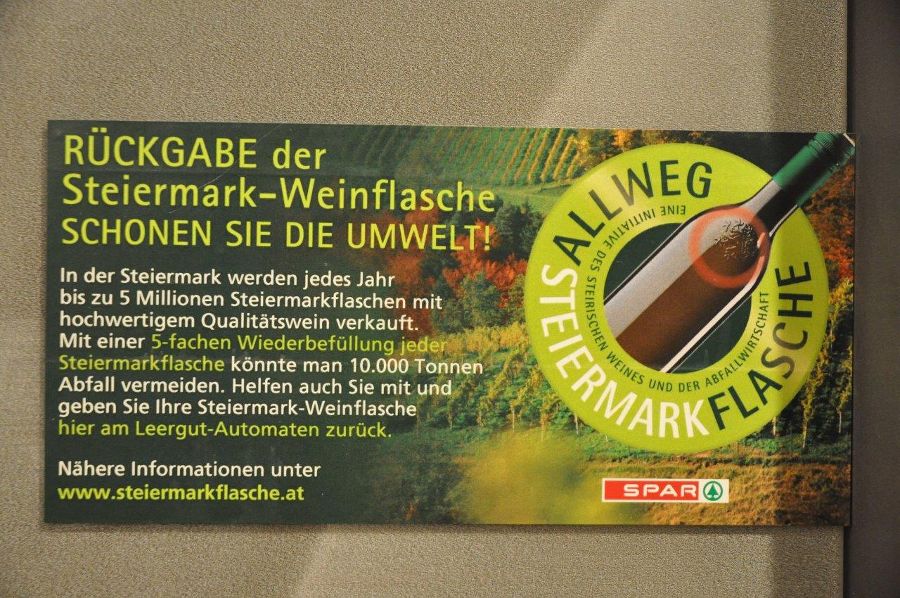 RÜCKGABE der
Steiermark-Weinflasche
SCHONEN SIE DIE UMWELT!
In der Steiermark werden jedes Jahr
bis zu 5 Millionen Steiermarkflaschen mit
hochwertigem Qualitätswein verkauft.
Mit einer 5-fachen Wiederbefüllung jeder
Steiermarkflasche könnte man 10.000 Tonnen
Abfall vermeiden. Helfen auch Sie mit und
geben Sie Ihre Steiermark-Weinflasche
hier am Leergut-Automaten zurück.
Nähere Informationen unter
www.steiermarkflasche.at
ALLWEG
STEIERMARKFLASCHE
EINE INITIATIVE DES STEIRISCHEN WEINES UND DER ABFALLWIRTSCHAFT
SPAR